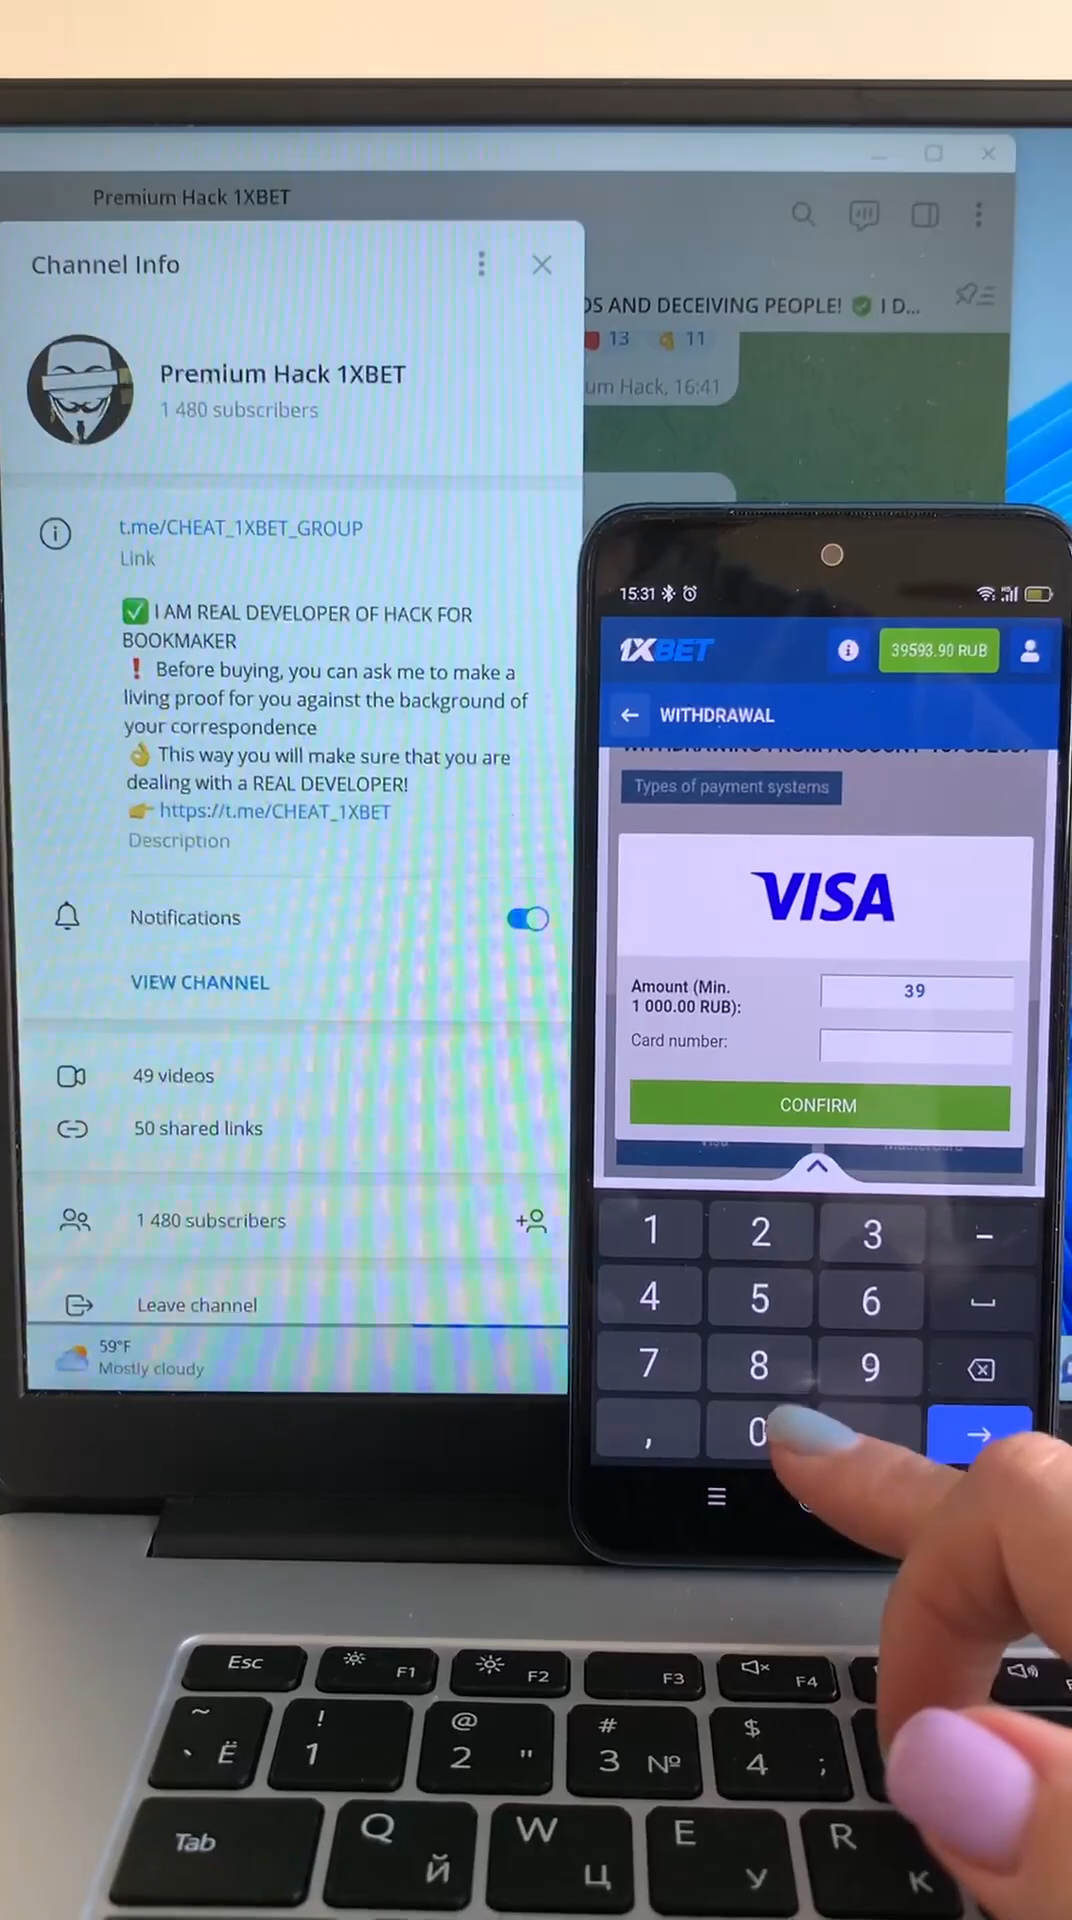 Premium Hack 1XBET
Channel Info
DS AND DECEIVING PEOPLE! ✅ I D...
13 11
um Hack, 16:41
Premium Hack 1XBET
1 480 subscribers
t.me/CHEAT_1XBET_GROUP
Link
✅ I AM REAL DEVELOPER OF HACK FOR
BOOKMAKER
❗ Before buying, you can ask me to make a
living proof for you against the background of
your correspondence
👌 This way you will make sure that you are
dealing with a REAL DEVELOPER!
👉 https://t.me/CHEAT_1XBET
Description
Notifications
VIEW CHANNEL
49 videos
50 shared links
1 480 subscribers
Leave channel
59°F
Mostly cloudy
15:31
1XBET
39593.90 RUB
WITHDRAWAL
Types of payment systems
VISA
Amount (Min.
1 000.00 RUB):
39
Card number:
CONFIRM
1 2 3 -
4 5 6
7 8 9
, 0
Esc F1 F2 F3 F4
~ ` Ё ! 1 @ 2 " # 3 № $ 4 ;
Tab Q Й W Ц E У R К